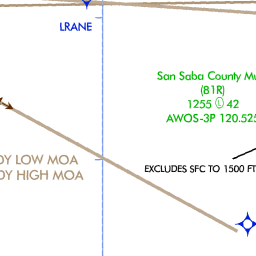 LRANE
San Saba County Mu
(81R)
1255 Ⓛ 42
AWOS-3P 120.525
DY LOW MOA
DY HIGH MOA
EXCLUDES SFC TO 1500 FT